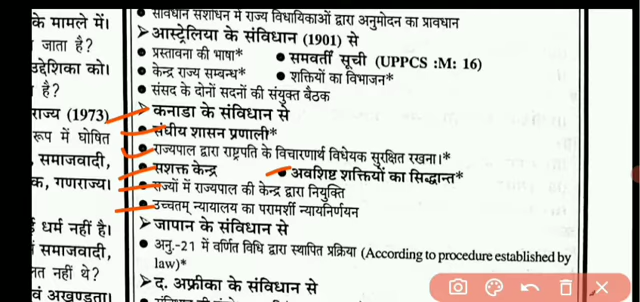 के मामले में।
जाता है?
उद्देशिका को।
है?
राज्य (1973)
रूप में घोषित
, समाजवादी,
क, गणराज्य।
धर्म नहीं है।
समाजवादी,
नत नहीं थे?
वं अखण्डता।
• संविधान संशोधन में राज्य विधायिकाओं द्वारा अनुमोदन का प्रावधान
➤आस्ट्रेलिया के संविधान (1901) से
• प्रस्तावना की भाषा* • समवर्ती सूची (UPPCS :M: 16)
• केन्द्र राज्य सम्बन्ध* • शक्तियों का विभाजन*
• संसद के दोनों सदनों की संयुक्त बैठक
➤कनाडा के संविधान से
• संघीय शासन प्रणाली*
• राज्यपाल द्वारा राष्ट्रपति के विचारणार्थ विधेयक सुरक्षित रखना।*
• सशक्त केन्द्र • अवशिष्ट शक्तियों का सिद्धान्त*
• राज्यों में राज्यपाल की केन्द्र द्वारा नियुक्ति
• उच्चतम् न्यायालय का परामर्शी न्यायनिर्णयन
➤जापान के संविधान से
• अनु.-21 में वर्णित विधि द्वारा स्थापित प्रक्रिया (According to procedure established by
law)*
➤द. अफ्रीका के संविधान से